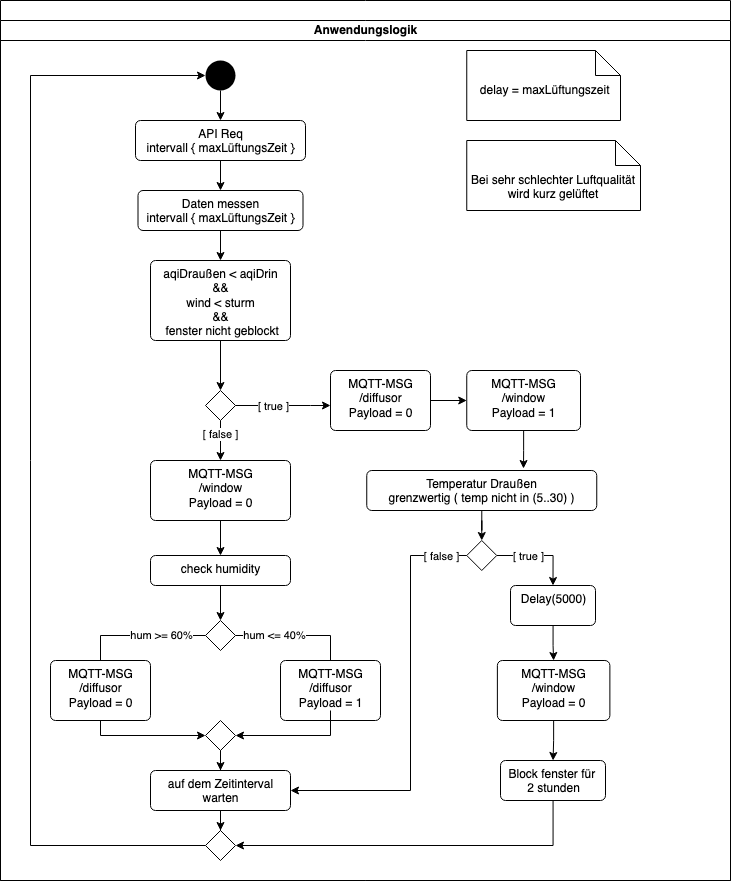 Anwendungslogik
delay = maxLüftungszeit
API Req
intervall { maxLüftungsZeit }
Bei sehr schlechter Luftqualität
wird kurz gelüftet
Daten messen
intervall { maxLüftungsZeit }
aqiDraußen < aqiDrin
&&
wind < sturm
&&
fenster nicht geblockt
[ true ]
MQTT-MSG
/diffusor
Payload = 0
MQTT-MSG
/window
Payload = 1
[ false ]
MQTT-MSG
/window
Payload = 0
Temperatur Draußen
grenzwertig ( temp nicht in (5..30) )
[ false ]
[ true ]
check humidity
Delay(5000)
hum >= 60%
hum <= 40%
MQTT-MSG
/diffusor
Payload = 0
MQTT-MSG
/diffusor
Payload = 1
MQTT-MSG
/window
Payload = 0
auf dem Zeitinterval
warten
Block fenster für
2 stunden